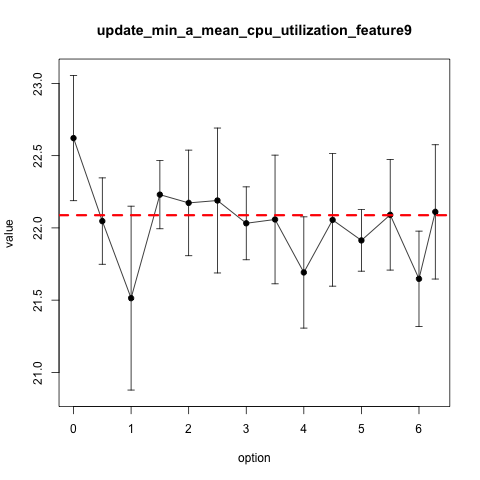 update_min_a_mean_cpu_utilization_feature9
value
23.0
22.5
22.0
21.5
21.0
0 1 2 3 4 5 6
option